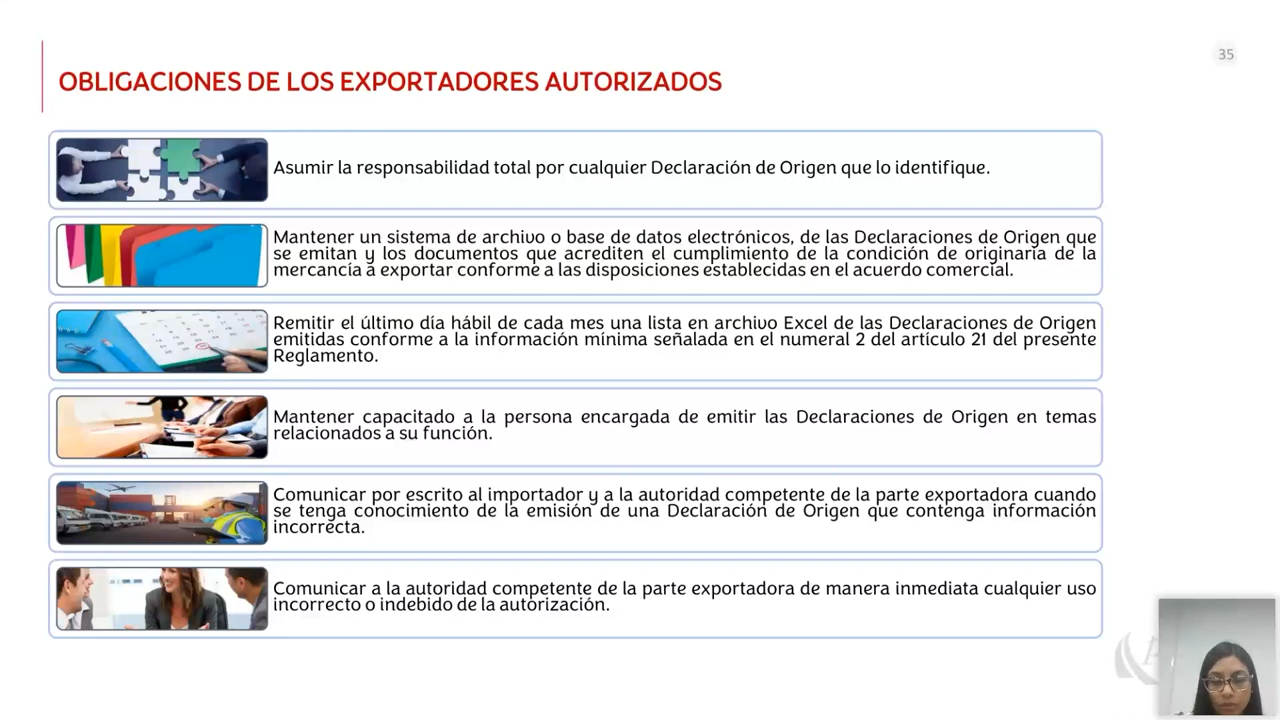 35
OBLIGACIONES DE LOS EXPORTADORES AUTORIZADOS
Asumir la responsabilidad total por cualquier Declaración de Origen que lo identifique.
Mantener un sistema de archivo o base de datos electrónicos, de las Declaraciones de Origen que
se emitan y los documentos que acrediten el cumplimiento de la condición de originaria de la
mercancía a exportar conforme a las disposiciones establecidas en el acuerdo comercial.
Remitir el último día hábil de cada mes una lista en archivo Excel de las Declaraciones de Origen
emitidas conforme a la información mínima señalada en el numeral 2 del artículo 21 del presente
Reglamento.
Mantener capacitado a la persona encargada de emitir las Declaraciones de Origen en temas
relacionados a su función.
Comunicar por escrito al importador y a la autoridad competente de la parte exportadora cuando
se tenga conocimiento de la emisión de una Declaración de Origen que contenga información
incorrecta.
Comunicar a la autoridad competente de la parte exportadora de manera inmediata cualquier uso
incorrecto o indebido de la autorización.